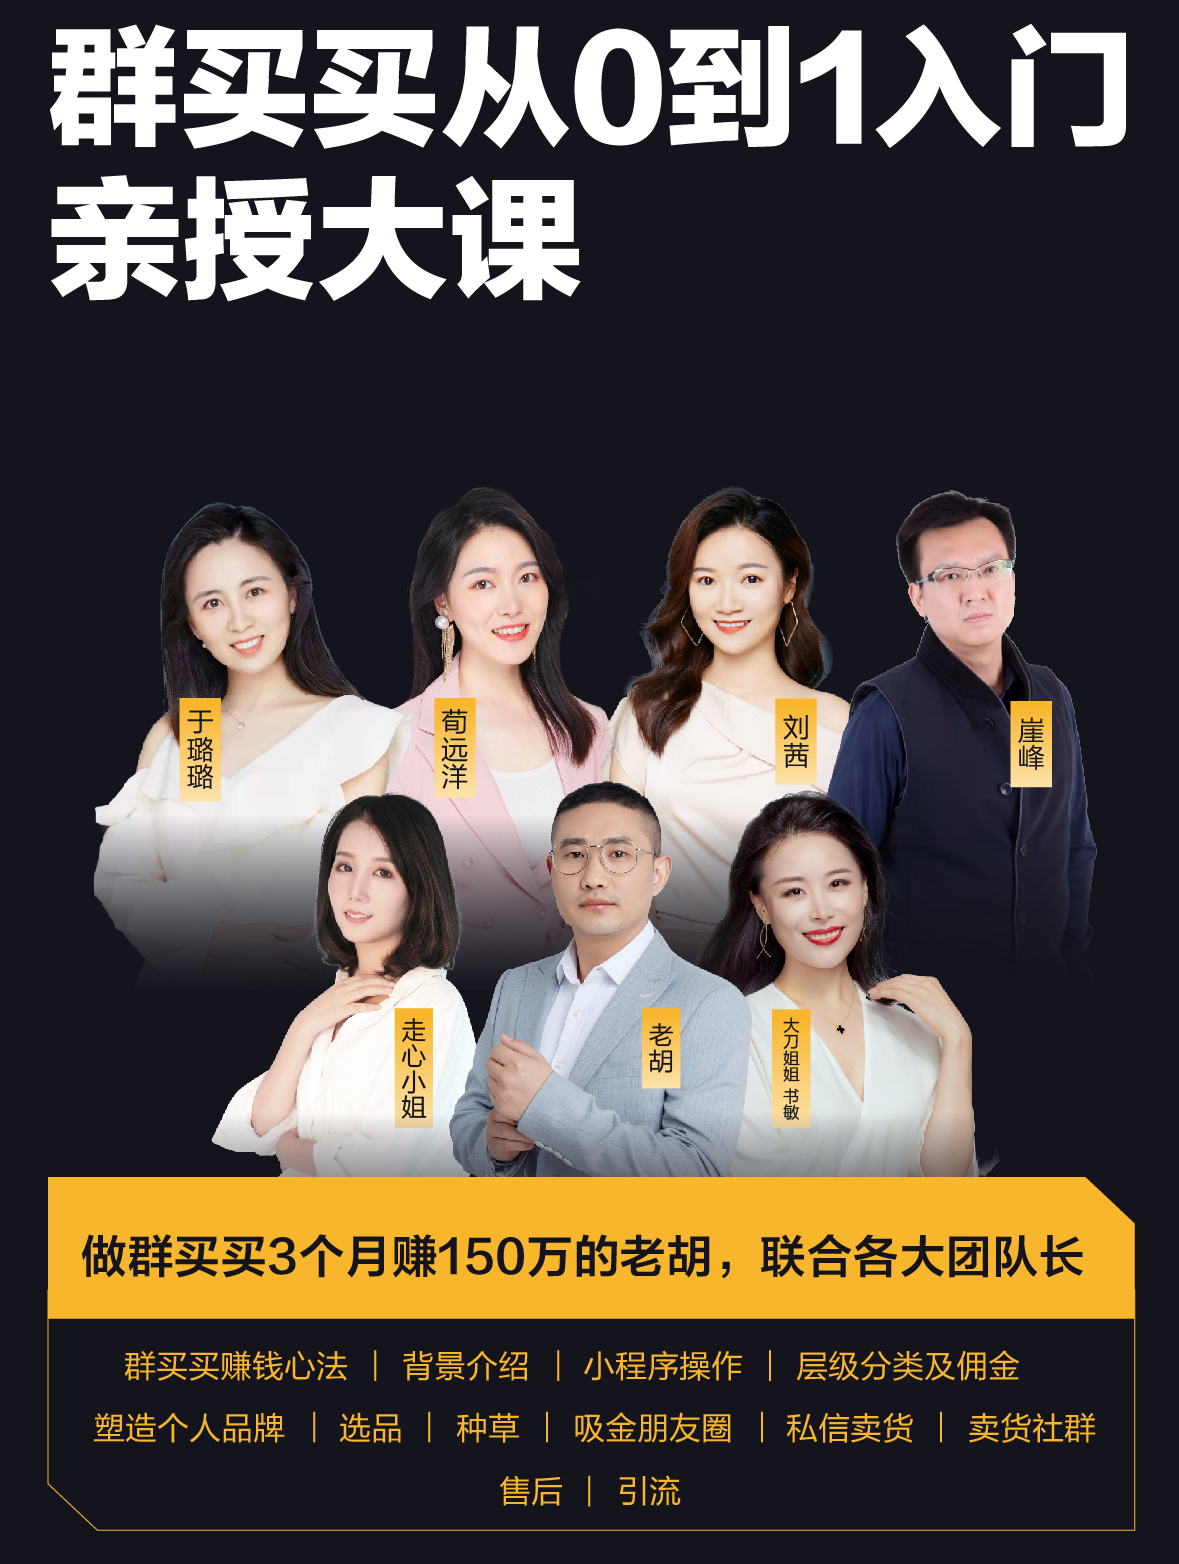 群买买从0到1入门
亲授大课
于璐璐
荀远洋
刘茜
崖峰
走心小姐
老胡
大刀姐姐 书敏
做群买买3个月赚150万的老胡，联合各大团队长
群买买赚钱心法 | 背景介绍 | 小程序操作 | 层级分类及佣金
塑造个人品牌 | 选品 | 种草 | 吸金朋友圈 | 私信卖货 | 卖货社群
售后 | 引流